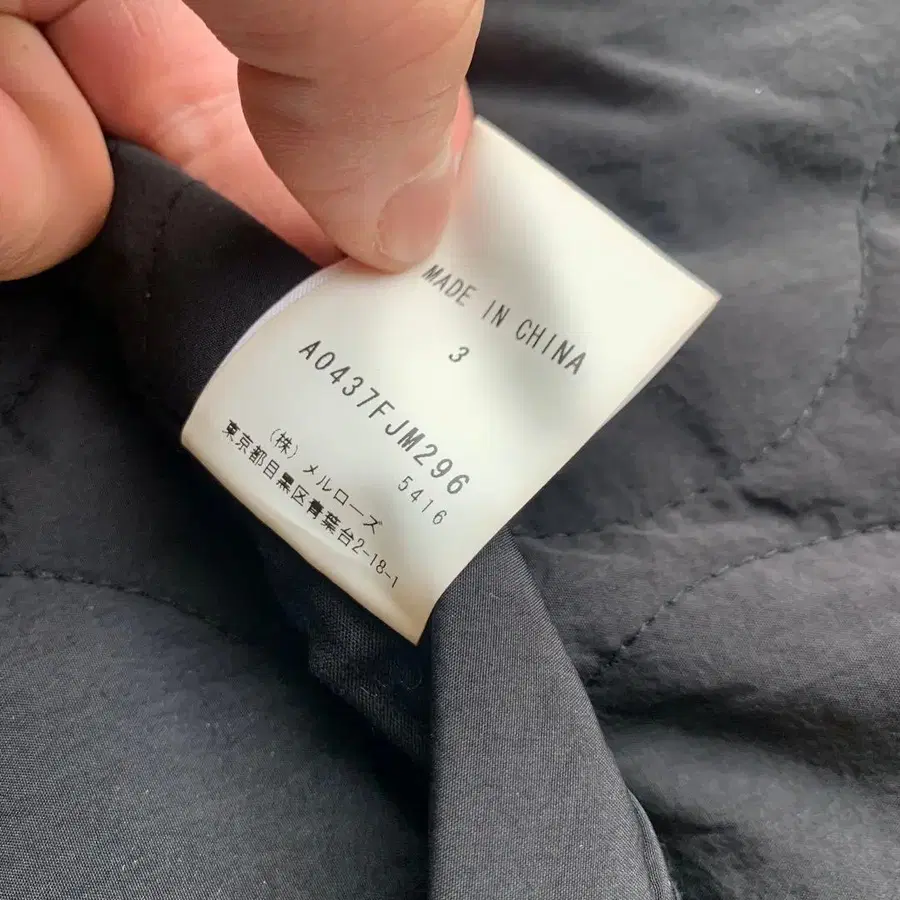 MADE IN CHINA
3
A0437FJM296
5416
(株) メルローズ
東京都目黒区青葉台2-18-1